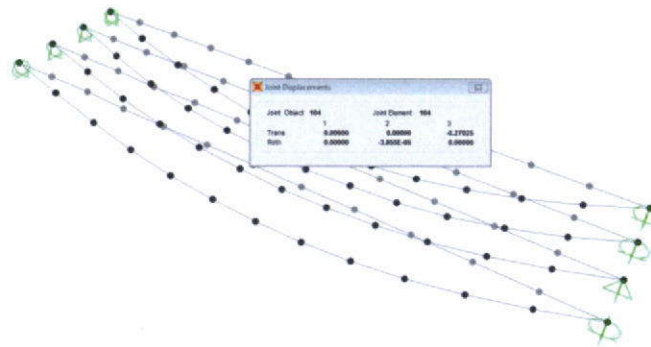 Joint Displacements
Joint Object 104 Joint Element 104
1 2 3
Trans 0.00000 0.00000 -0.27025
Rotn 0.00000 -3.855E-05 0.00000